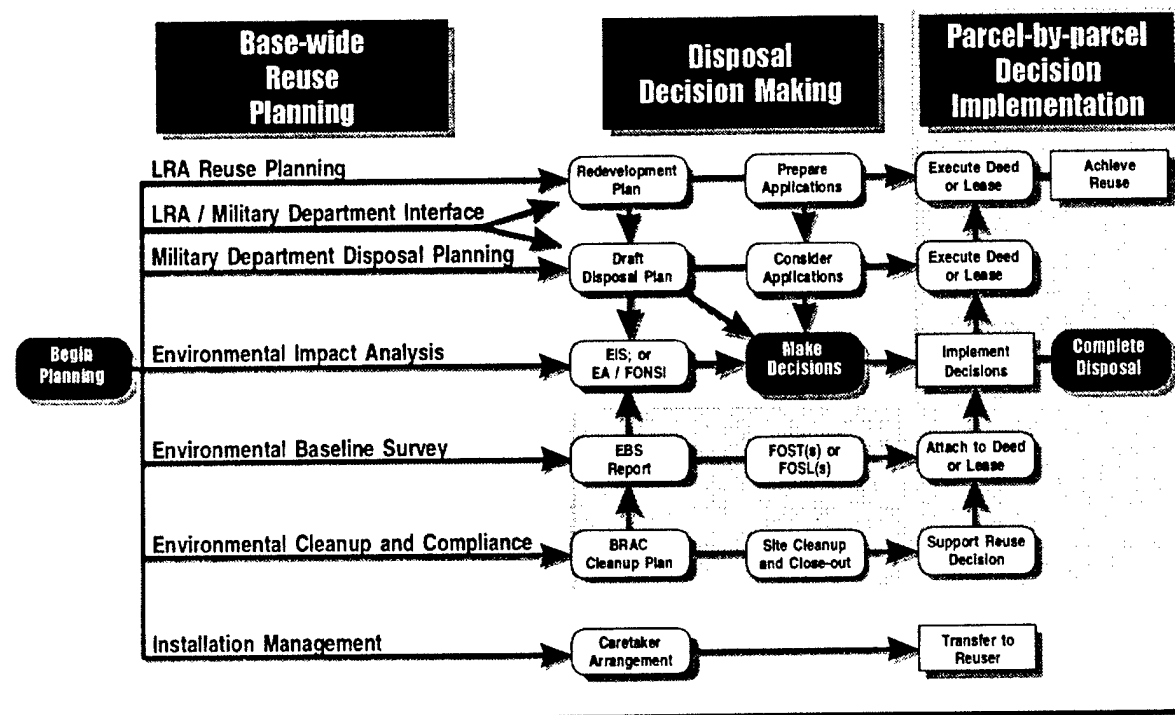 Base-wide
Reuse
Planning
Disposal
Decision Making
Parcel-by-parcel
Decision
Implementation
LRA Reuse Planning
Redevelopment
Plan
Prepare
Applications
Execute Deed
or Lease
Achieve
Reuse
LRA / Military Department Interface
Military Department Disposal Planning
Draft
Disposal Plan
Consider
Applications
Execute Deed
or Lease
Begin
Planning
Environmental Impact Analysis
EIS; or
EA / FONSI
Make
Decisions
Implement
Decisions
Complete
Disposal
Environmental Baseline Survey
EBS
Report
FOST(s) or
FOSL(s)
Attach to Deed
or Lease
Environmental Cleanup and Compliance
BRAC
Cleanup Plan
Site Cleanup
and Close-out
Support Reuse
Decision
Installation Management
Caretaker
Arrangement
Transfer to
Reuser